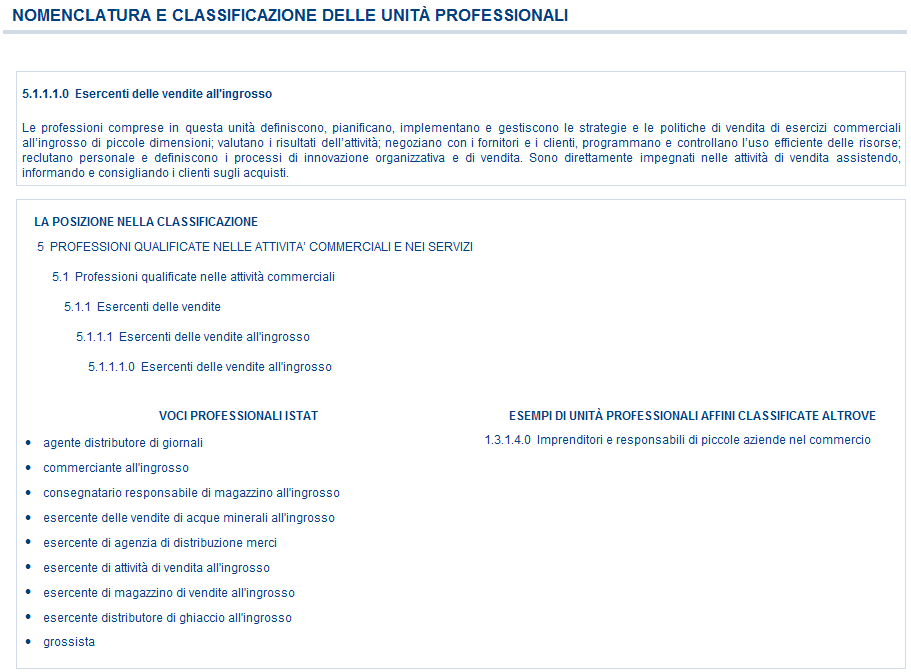 NOMENCLATURA E CLASSIFICAZIONE DELLE UNITÀ PROFESSIONALI
5.1.1.1.0 Esercenti delle vendite all'ingrosso
Le professioni comprese in questa unità definiscono, pianificano, implementano e gestiscono le strategie e le politiche di vendita di esercizi commerciali
all'ingrosso di piccole dimensioni; valutano i risultati dell'attività; negoziano con i fornitori e i clienti, programmano e controllano l'uso efficiente delle risorse;
reclutano personale e definiscono i processi di innovazione organizzativa e di vendita. Sono direttamente impegnati nelle attività di vendita assistendo,
informando e consigliando i clienti sugli acquisti.
LA POSIZIONE NELLA CLASSIFICAZIONE
5 PROFESSIONI QUALIFICATE NELLE ATTIVITA' COMMERCIALI E NEI SERVIZI
5.1 Professioni qualificate nelle attività commerciali
5.1.1 Esercenti delle vendite
5.1.1.1 Esercenti delle vendite all'ingrosso
5.1.1.1.0 Esercenti delle vendite all'ingrosso
VOCI PROFESSIONALI ISTAT
• agente distributore di giornali
• commerciante all'ingrosso
• consegnatario responsabile di magazzino all'ingrosso
• esercente delle vendite di acque minerali all'ingrosso
• esercente di agenzia di distribuzione merci
• esercente di attività di vendita all'ingrosso
• esercente di magazzino di vendite all'ingrosso
• esercente distributore di ghiaccio all'ingrosso
• grossista
ESEMPI DI UNITÀ PROFESSIONALI AFFINI CLASSIFICATE ALTROVE
1.3.1.4.0 Imprenditori e responsabili di piccole aziende nel commercio